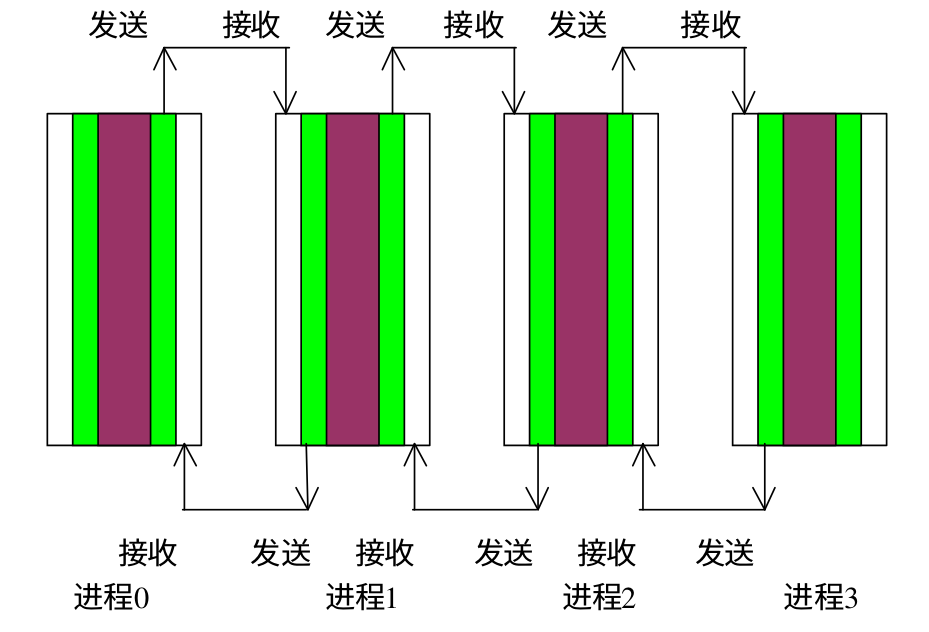 发送 接收 发送 接收 发送 接收
接收 发送 接收 发送 接收 发送
进程0 进程1 进程2 进程3